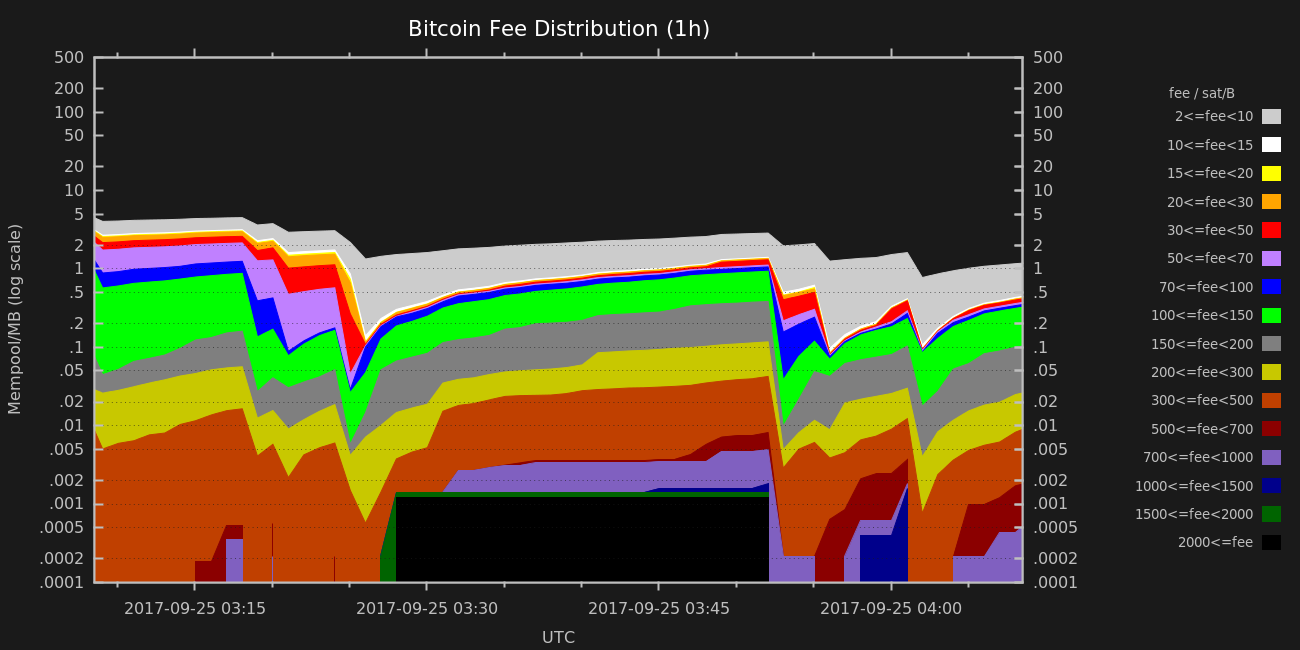 Bitcoin Fee Distribution (1h)
500 500
200 200
100 100
50 50
20 20
10 10
5 5
2 2
1 1
.5 .5
.2 .2
.1 .1
.05 .05
.02 .02
.01 .01
.005 .005
.002 .002
.001 .001
.0005 .0005
.0002 .0002
.0001 .0001
Mempool/MB (log scale)
2017-09-25 03:15 2017-09-25 03:30 2017-09-25 03:45 2017-09-25 04:00
UTC
fee / sat/B
2<=fee<10
10<=fee<15
15<=fee<20
20<=fee<30
30<=fee<50
50<=fee<70
70<=fee<100
100<=fee<150
150<=fee<200
200<=fee<300
300<=fee<500
500<=fee<700
700<=fee<1000
1000<=fee<1500
1500<=fee<2000
2000<=fee